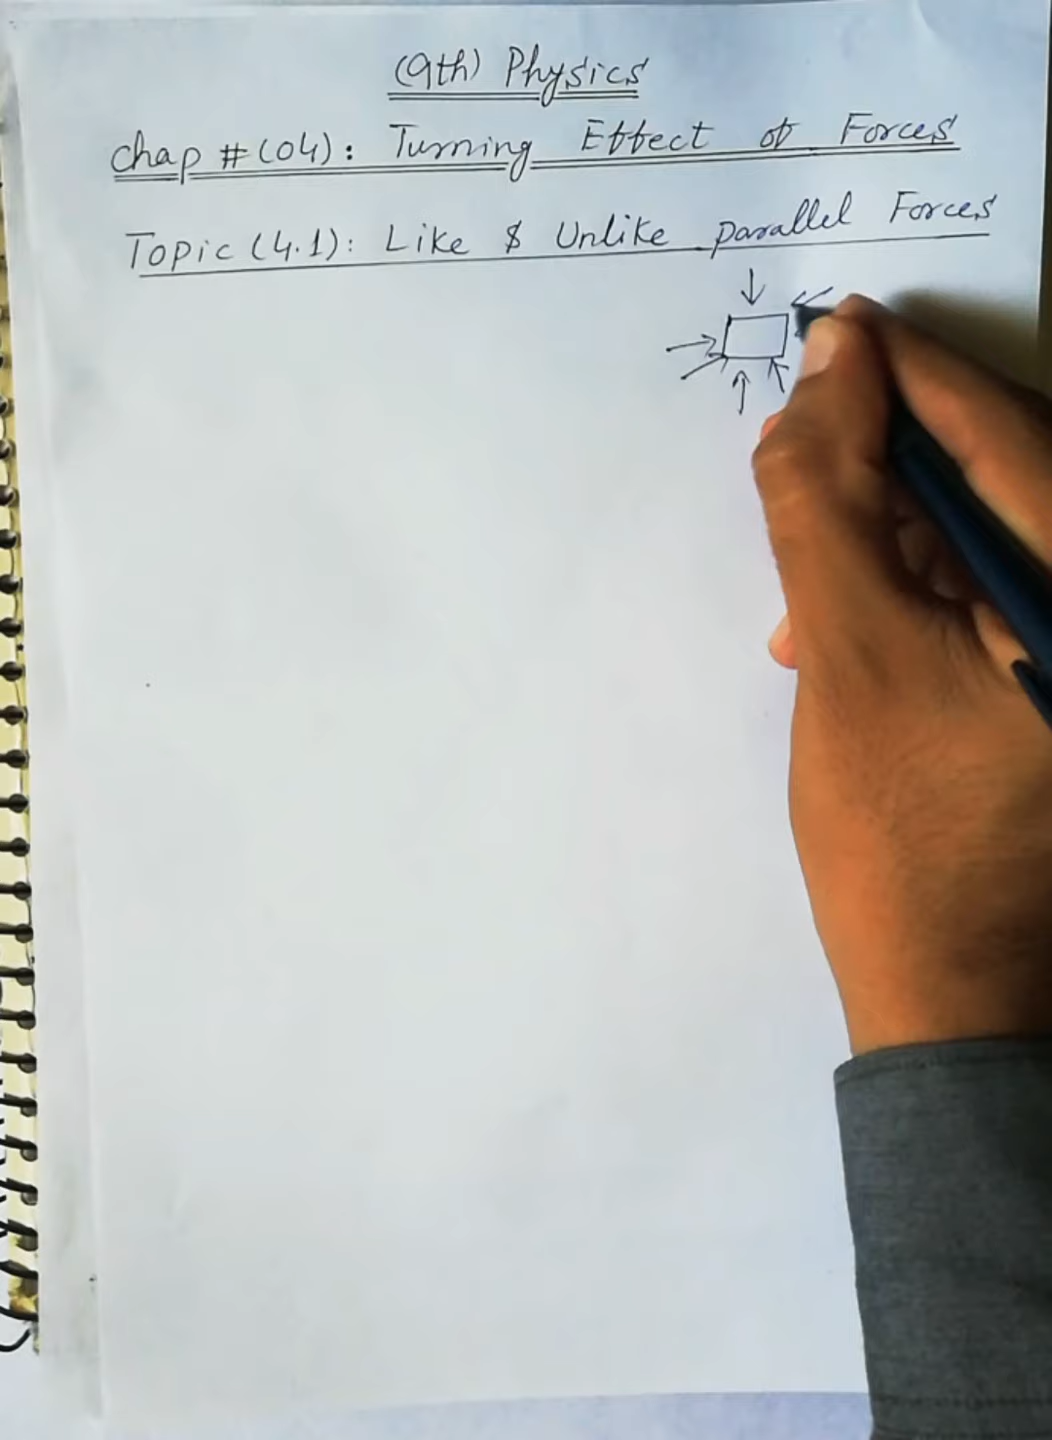 (9th) Physics
Chap # (04): Turning Effect of Forces
Topic (4.1): Like & Unlike parallel Forces